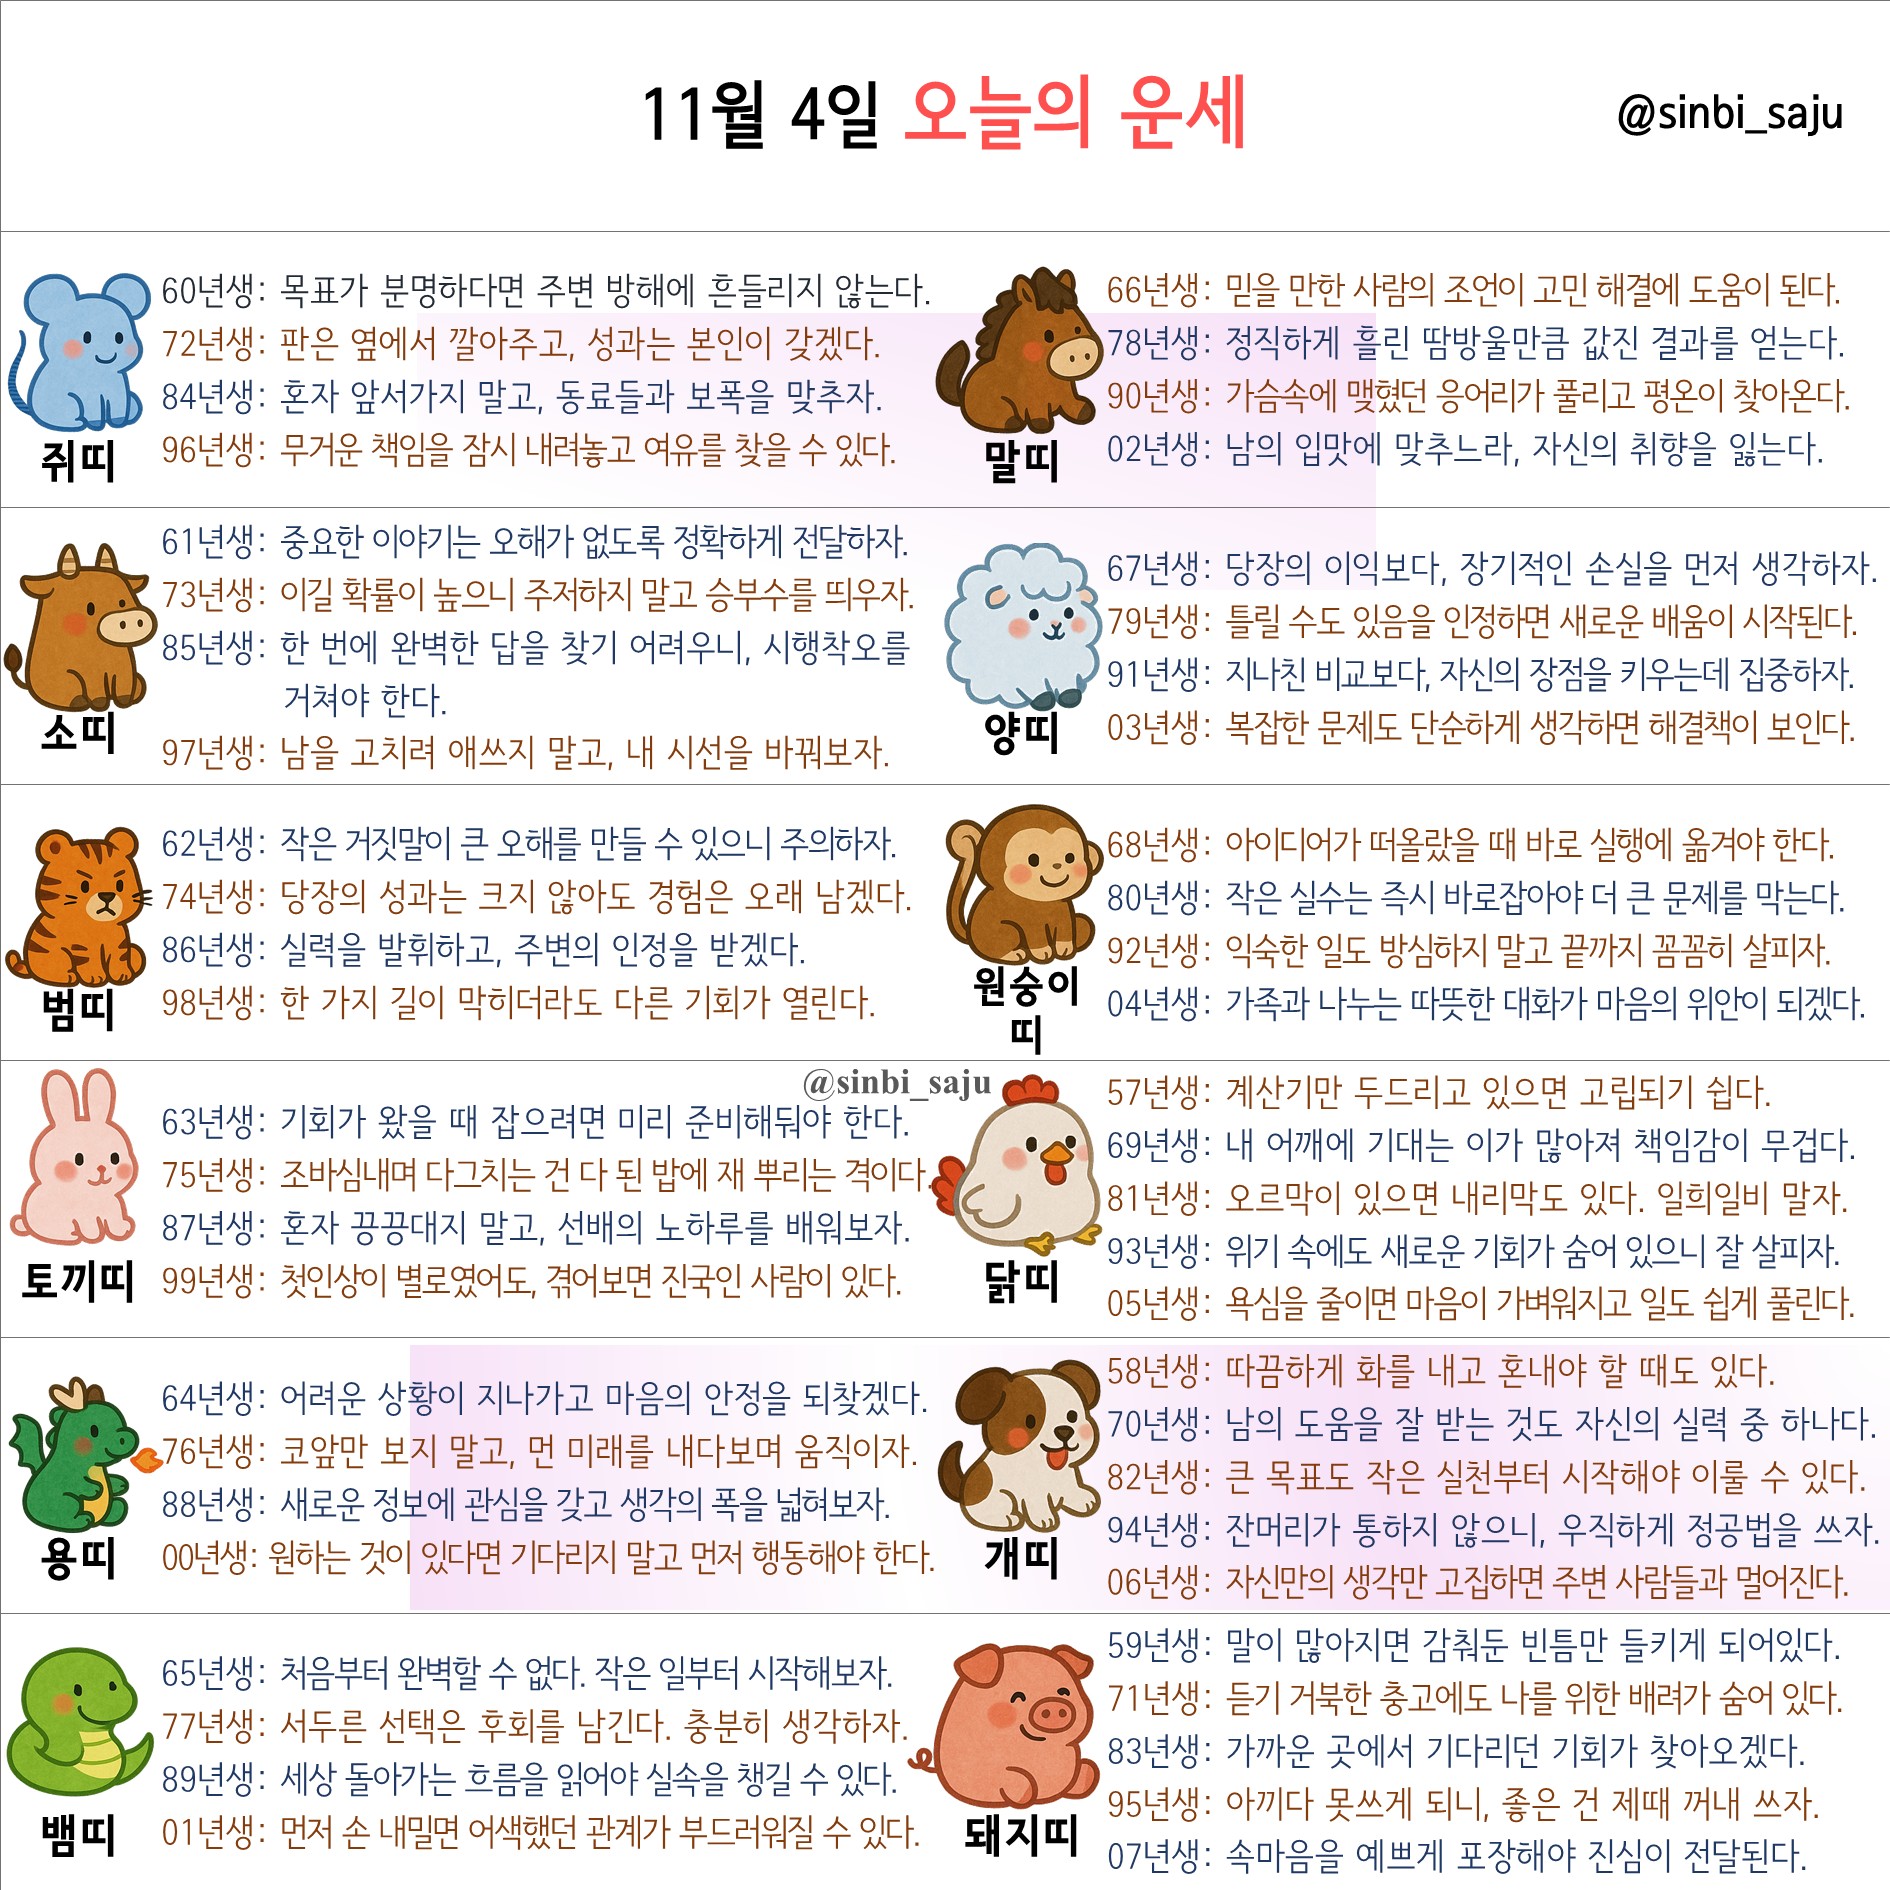 11월 4일 오늘의 운세
@sinbi_saju
60년생: 목표가 분명하다면 주변 방해에 흔들리지 않는다.
72년생: 판은 옆에서 깔아주고, 성과는 본인이 갖겠다.
84년생: 혼자 앞서가지 말고, 동료들과 보폭을 맞추자.
96년생: 무거운 책임을 잠시 내려놓고 여유를 찾을 수 있다.
쥐띠
66년생: 믿을 만한 사람의 조언이 고민 해결에 도움이 된다.
78년생: 정직하게 흘린 땀방울만큼 값진 결과를 얻는다.
90년생: 가슴속에 맺혔던 응어리가 풀리고 평온이 찾아온다.
02년생: 남의 입맛에 맞추느라, 자신의 취향을 잃는다.
말띠
61년생: 중요한 이야기는 오해가 없도록 정확하게 전달하자.
73년생: 이길 확률이 높으니 주저하지 말고 승부수를 띄우자.
85년생: 한 번에 완벽한 답을 찾기 어려우니, 시행착오를
거쳐야 한다.
97년생: 남을 고치려 애쓰지 말고, 내 시선을 바꿔보자.
소띠
67년생: 당장의 이익보다, 장기적인 손실을 먼저 생각하자.
79년생: 틀릴 수도 있음을 인정하면 새로운 배움이 시작된다.
91년생: 지나친 비교보다, 자신의 장점을 키우는데 집중하자.
03년생: 복잡한 문제도 단순하게 생각하면 해결책이 보인다.
양띠
62년생: 작은 거짓말이 큰 오해를 만들 수 있으니 주의하자.
74년생: 당장의 성과는 크지 않아도 경험은 오래 남겠다.
86년생: 실력을 발휘하고, 주변의 인정을 받겠다.
98년생: 한 가지 길이 막히더라도 다른 기회가 열린다.
범띠
68년생: 아이디어가 떠올랐을 때 바로 실행에 옮겨야 한다.
80년생: 작은 실수는 즉시 바로잡아야 더 큰 문제를 막는다.
92년생: 익숙한 일도 방심하지 말고 끝까지 꼼꼼히 살피자.
04년생: 가족과 나누는 따뜻한 대화가 마음의 위안이 되겠다.
원숭이
띠
@sinbi_saju
63년생: 기회가 왔을 때 잡으려면 미리 준비해둬야 한다.
75년생: 조바심내며 다그치는 건 다 된 밥에 재 뿌리는 격이다.
87년생: 혼자 끙끙대지 말고, 선배의 노하루를 배워보자.
99년생: 첫인상이 별로였어도, 겪어보면 진국인 사람이 있다.
토끼띠
57년생: 계산기만 두드리고 있으면 고립되기 쉽다.
69년생: 내 어깨에 기대는 이가 많아져 책임감이 무겁다.
81년생: 오르막이 있으면 내리막도 있다. 일희일비 말자.
93년생: 위기 속에도 새로운 기회가 숨어 있으니 잘 살피자.
05년생: 욕심을 줄이면 마음이 가벼워지고 일도 쉽게 풀린다.
닭띠
64년생: 어려운 상황이 지나가고 마음의 안정을 되찾겠다.
76년생: 코앞만 보지 말고, 먼 미래를 내다보며 움직이자.
88년생: 새로운 정보에 관심을 갖고 생각의 폭을 넓혀보자.
00년생: 원하는 것이 있다면 기다리지 말고 먼저 행동해야 한다.
용띠
58년생: 따끔하게 화를 내고 혼내야 할 때도 있다.
70년생: 남의 도움을 잘 받는 것도 자신의 실력 중 하나다.
82년생: 큰 목표도 작은 실천부터 시작해야 이룰 수 있다.
94년생: 잔머리가 통하지 않으니, 우직하게 정공법을 쓰자.
06년생: 자신만의 생각만 고집하면 주변 사람들과 멀어진다.
개띠
65년생: 처음부터 완벽할 수 없다. 작은 일부터 시작해보자.
77년생: 서두른 선택은 후회를 남긴다. 충분히 생각하자.
89년생: 세상 돌아가는 흐름을 읽어야 실속을 챙길 수 있다.
01년생: 먼저 손 내밀면 어색했던 관계가 부드러워질 수 있다.
뱀띠
59년생: 말이 많아지면 감춰둔 빈틈만 들키게 되어있다.
71년생: 듣기 거북한 충고에도 나를 위한 배려가 숨어 있다.
83년생: 가까운 곳에서 기다리던 기회가 찾아오겠다.
95년생: 아끼다 못쓰게 되니, 좋은 건 제때 꺼내 쓰자.
07년생: 속마음을 예쁘게 포장해야 진심이 전달된다.
돼지띠